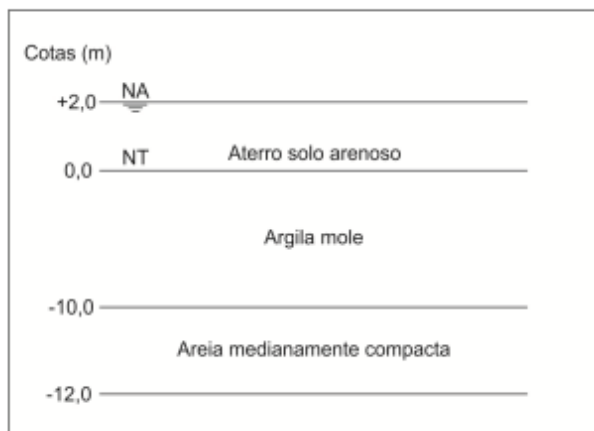 Cotas (m)
+2,0 NA
NT Aterro solo arenoso
0,0
Argila mole
-10,0
Areia medianamente compacta
-12,0